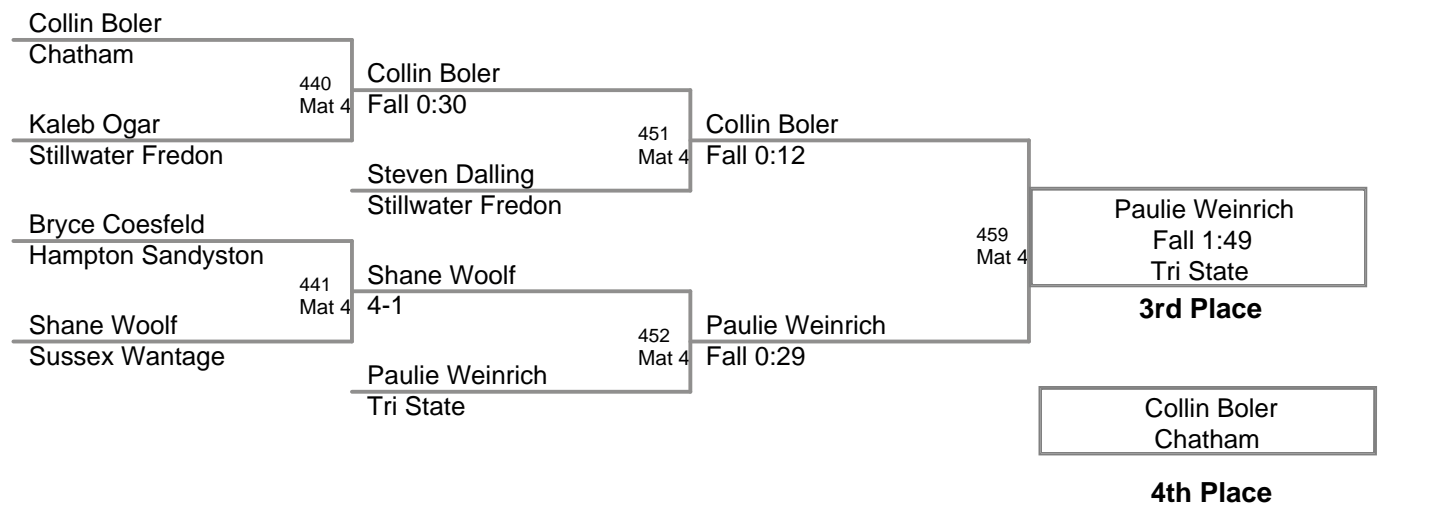 Collin Boler
Chatham
440
Mat 4
Collin Boler
Fall 0:30
Kaleb Ogar
Stillwater Fredon
451
Mat 4
Collin Boler
Fall 0:12
Steven Dalling
Stillwater Fredon
Bryce Coesfeld
Hampton Sandyston
441
Mat 4
Shane Woolf
4-1
Shane Woolf
Sussex Wantage
452
Mat 4
Paulie Weinrich
Fall 0:29
Paulie Weinrich
Tri State
459
Mat 4
Paulie Weinrich
Fall 1:49
Tri State
3rd Place
Collin Boler
Chatham
4th Place